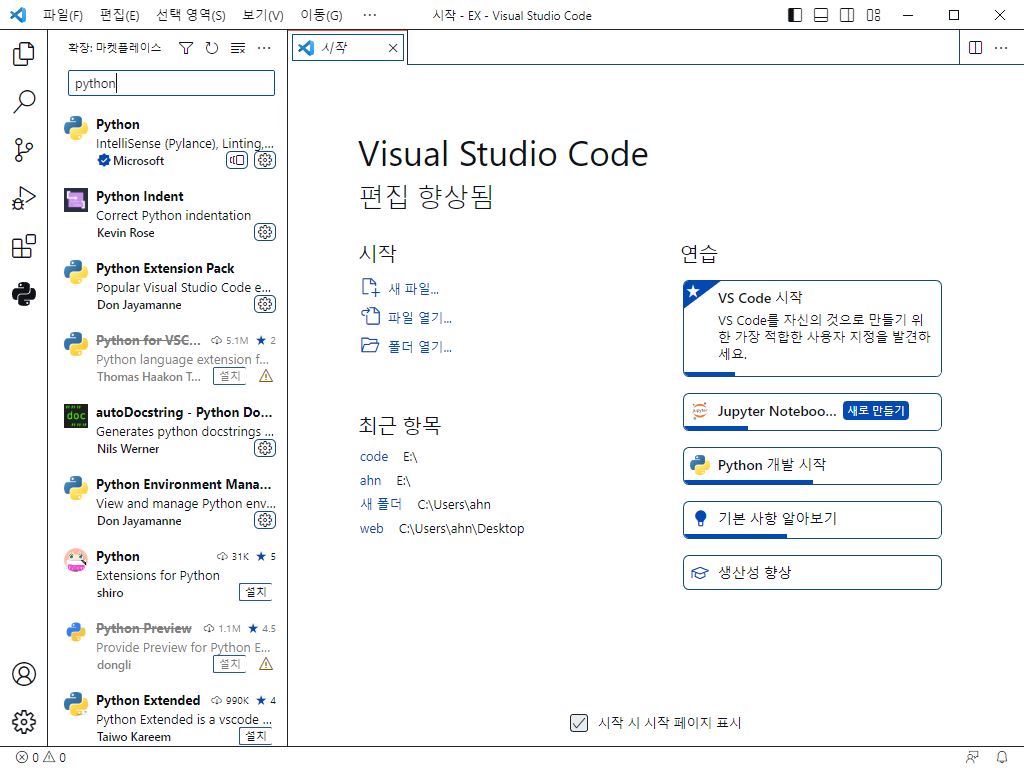 파일(F) 편집(E) 선택 영역(S) 보기(V) 이동(G) ··· 시작 - EX - Visual Studio Code
확장: 마켓플레이스
python
Python
IntelliSense (Pylance), Linting,...
Microsoft
Python Indent
Correct Python indentation
Kevin Rose
Python Extension Pack
Popular Visual Studio Code e...
Don Jayamanne
Python for VSC... 5.1M ★ 2
Python language extension f...
Thomas Haakon T... 설치
doc
autoDocstring - Python Do...
Generates python docstrings ...
Nils Werner
Python Environment Mana...
View and manage Python env...
Don Jayamanne
Python 31K ★ 5
Extensions for Python
shiro 설치
Python Preview 1.1M ★ 4.5
Provide Preview for Python E...
dongli 설치
Python Extended 990K ★ 4
Python Extended is a vscode ...
Taiwo Kareem 설치
시작
Visual Studio Code
편집 향상됨
시작
새 파일...
파일 열기...
폴더 열기...
최근 항목
code E:\
ahn E:\
새 폴더 C:\Users\ahn
web C:\Users\ahn\Desktop
연습
VS Code 시작
VS Code를 자신의 것으로 만들기 위
한 가장 적합한 사용자 지정을 발견하
세요.
Jupyter Noteboo... 새로 만들기
Python 개발 시작
기본 사항 알아보기
생산성 향상
시작 시 시작 페이지 표시
0 0